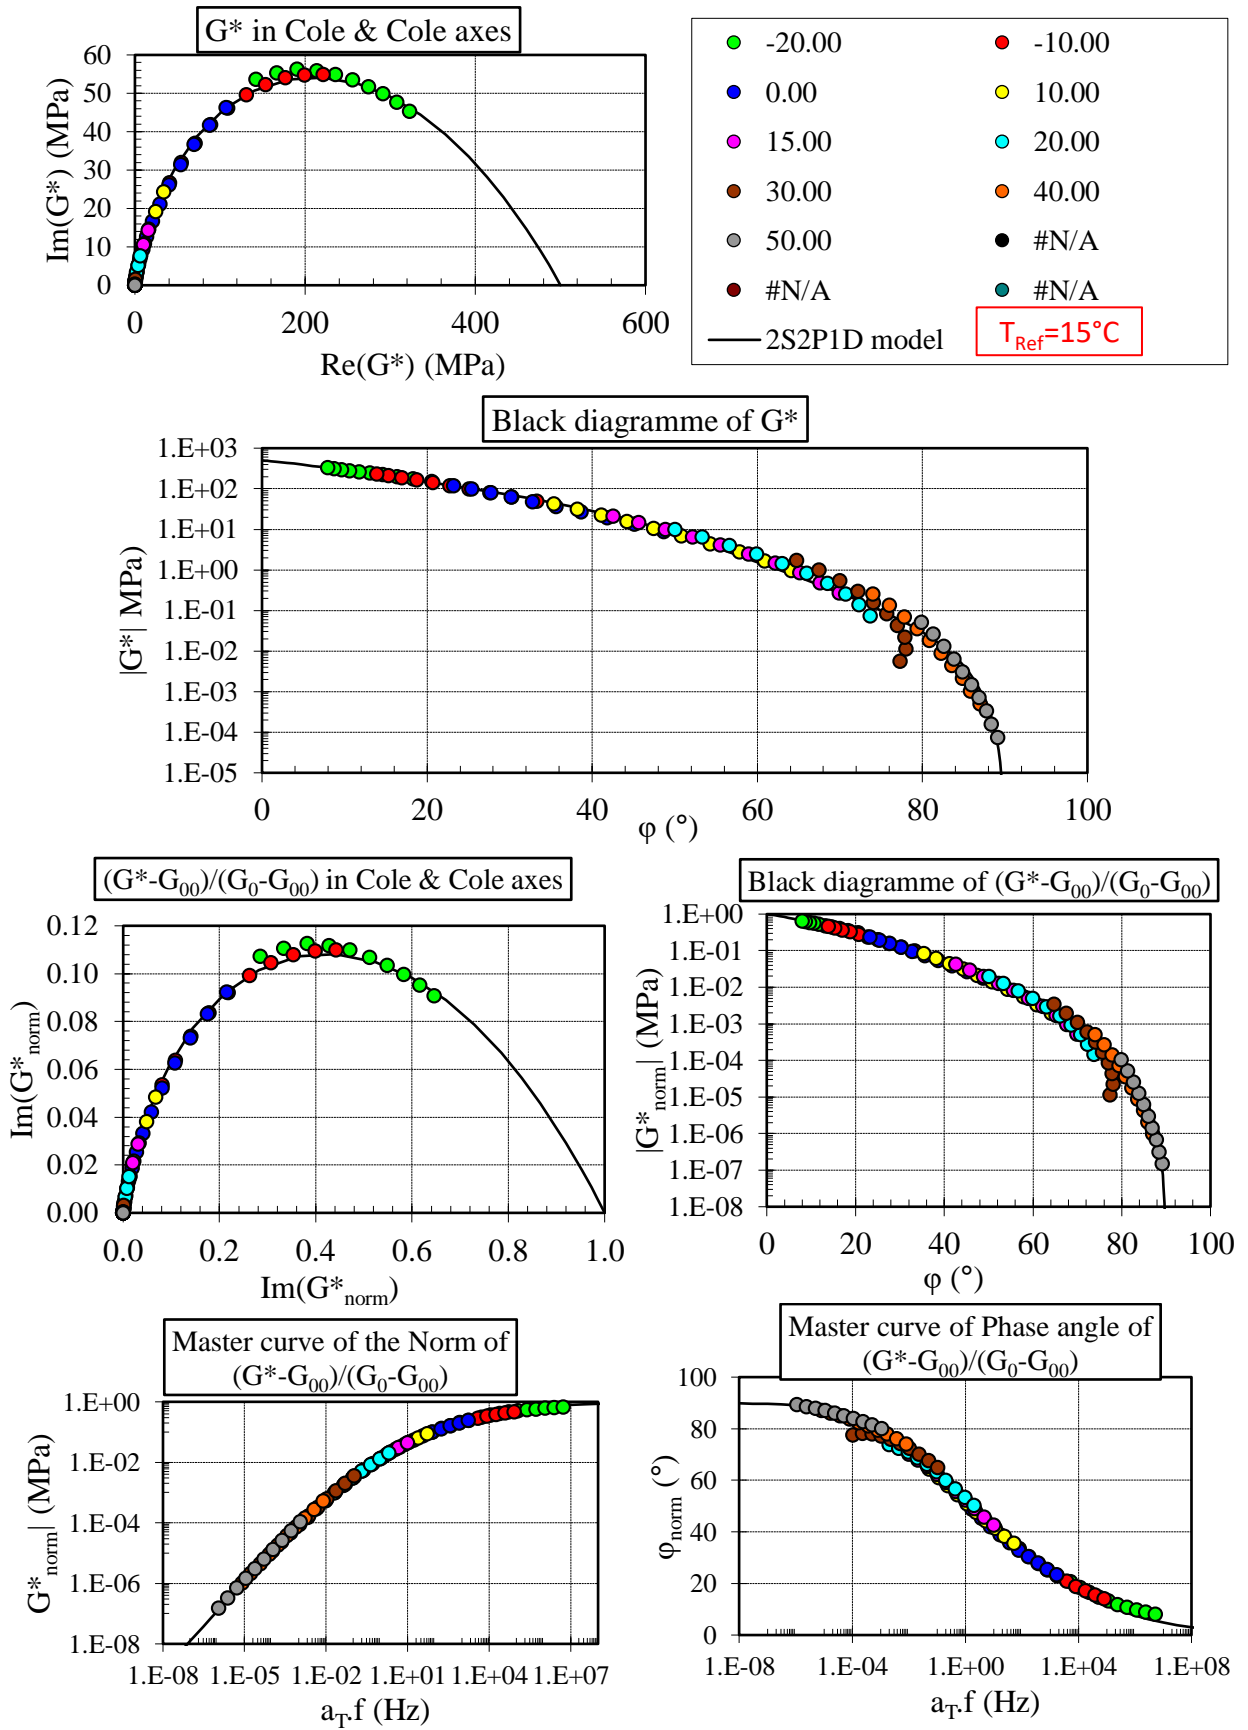 G* in Cole & Cole axes
60
50
40
30
20
10
0
Im(G*) (MPa)
0 200 400 600
Re(G*) (MPa)
-20.00 -10.00
0.00 10.00
15.00 20.00
30.00 40.00
50.00 #N/A
#N/A #N/A
2S2P1D model
T_Ref=15°C
Black diagramme of G*
1.E+03
1.E+02
1.E+01
1.E+00
1.E-01
1.E-02
1.E-03
1.E-04
1.E-05
|G*| MPa
0 20 40 60 80 100
φ (°)
(G*-G₀₀)/(G₀-G₀₀) in Cole & Cole axes
0.12
0.10
0.08
0.06
0.04
0.02
0.00
Im(G*norm)
0.0 0.2 0.4 0.6 0.8 1.0
Im(G*norm)
Black diagramme of (G*-G₀₀)/(G₀-G₀₀)
1.E+00
1.E-01
1.E-02
1.E-03
1.E-04
1.E-05
1.E-06
1.E-07
1.E-08
|G*norm| (MPa)
0 20 40 60 80 100
φ (°)
Master curve of the Norm of
(G*-G₀₀)/(G₀-G₀₀)
1.E+00
1.E-02
1.E-04
1.E-06
1.E-08
G*norm| (MPa)
1.E-08 1.E-05 1.E-02 1.E+01 1.E+04 1.E+07
a_T.f (Hz)
Master curve of Phase angle of
(G*-G₀₀)/(G₀-G₀₀)
100
80
60
40
20
0
φnorm (°)
1.E-08 1.E-04 1.E+00 1.E+04 1.E+08
a_T.f (Hz)